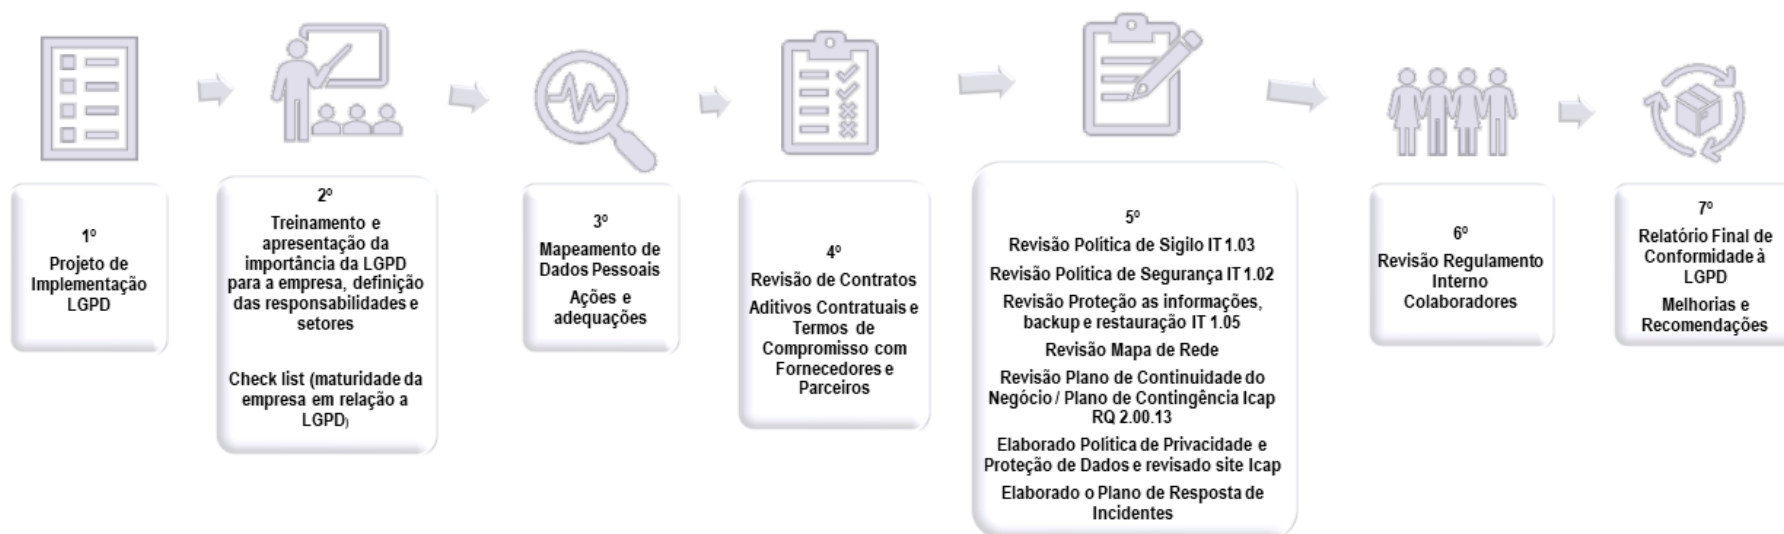 1º
Projeto de
Implementação
LGPD
2º
Treinamento e
apresentação da
importância da LGPD
para a empresa, definição
das responsabilidades e
setores
Check list (maturidade da
empresa em relação a
LGPD)
3º
Mapeamento de
Dados Pessoais
Ações e
adequações
4º
Revisão de Contratos
Aditivos Contratuais e
Termos de
Compromisso com
Fornecedores e
Parceiros
5º
Revisão Política de Sigilo IT 1.03
Revisão Política de Segurança IT 1.02
Revisão Proteção as informações,
backup e restauração IT 1.05
Revisão Mapa de Rede
Revisão Plano de Continuidade do
Negócio / Plano de Contingência Icap
RQ 2.00.13
Elaborado Política de Privacidade e
Proteção de Dados e revisado site Icap
Elaborado o Plano de Resposta de
Incidentes
6º
Revisão Regulamento
Interno
Colaboradores
7º
Relatório Final de
Conformidade à
LGPD
Melhorias e
Recomendações